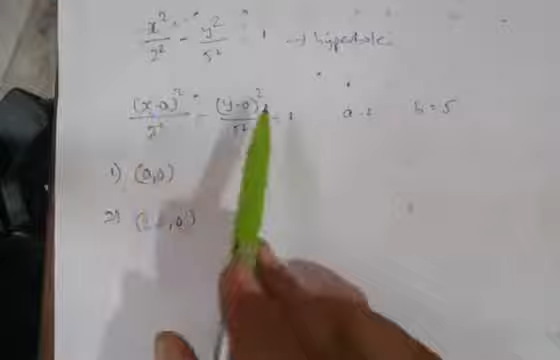 x²/2² - y²/5² = 1 → hyperbole
(x-0)²/2² - (y-0)²/5² = 1 a = 2 b = 5
1) (0,0)
2) (± ,0)